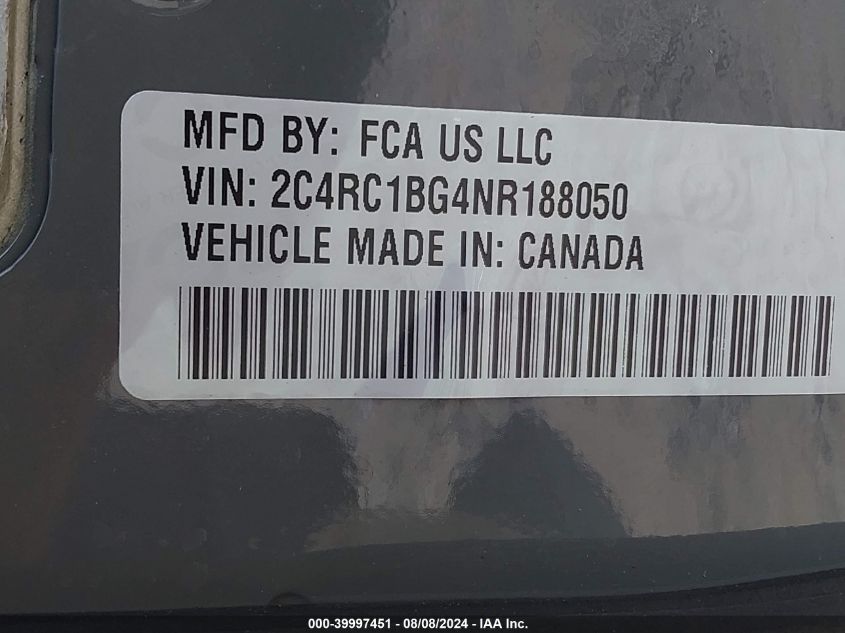 MFD BY: FCA US LLC
VIN: 2C4RC1BG4NR188050
VEHICLE MADE IN: CANADA
000-39997451 - 08/08/2024 - IAA Inc.